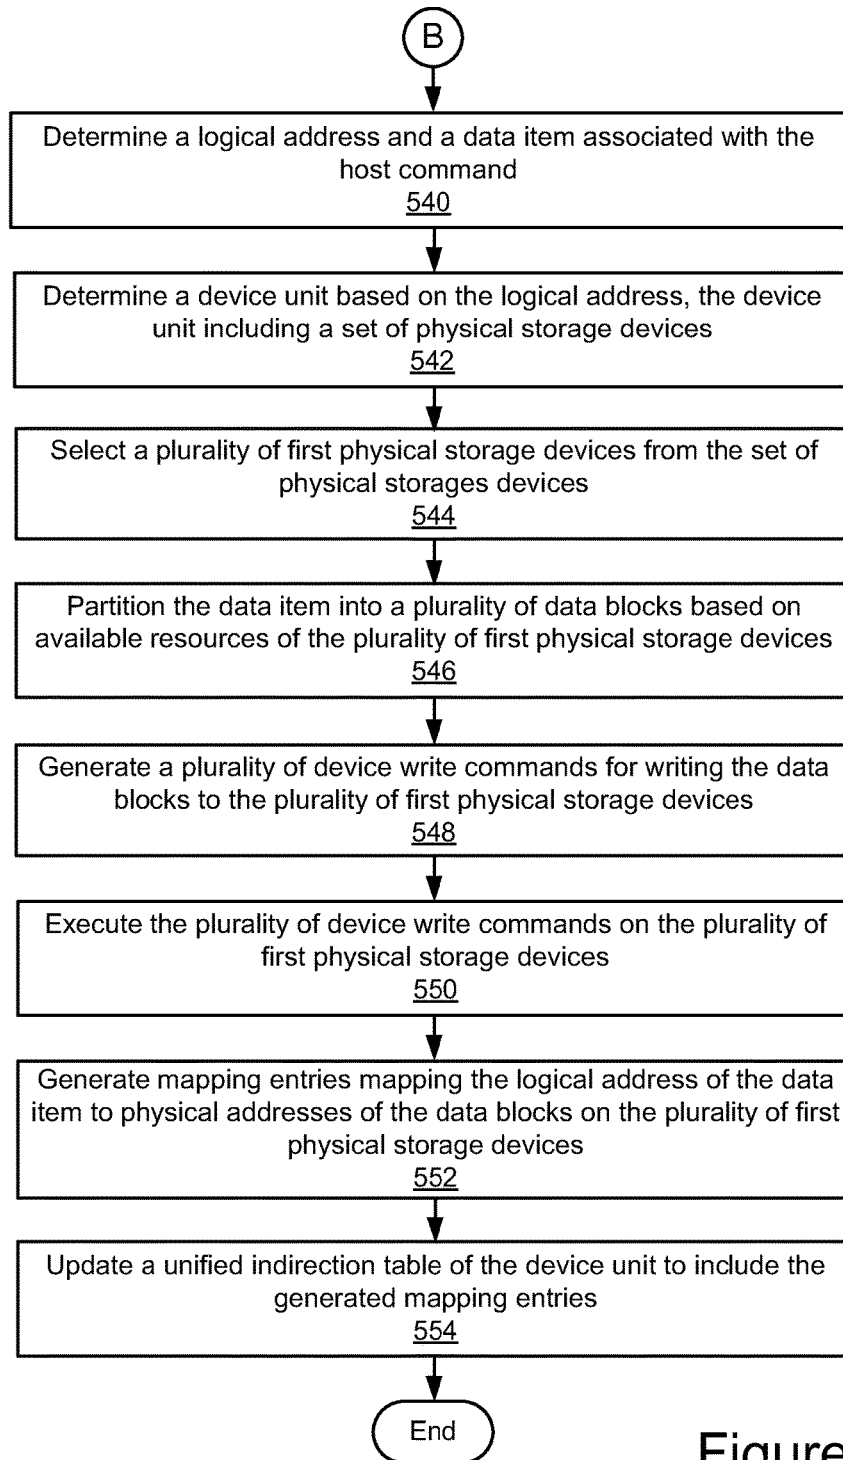 B
Determine a logical address and a data item associated with the
host command
540
Determine a device unit based on the logical address, the device
unit including a set of physical storage devices
542
Select a plurality of first physical storage devices from the set of
physical storages devices
544
Partition the data item into a plurality of data blocks based on
available resources of the plurality of first physical storage devices
546
Generate a plurality of device write commands for writing the data
blocks to the plurality of first physical storage devices
548
Execute the plurality of device write commands on the plurality of
first physical storage devices
550
Generate mapping entries mapping the logical address of the data
item to physical addresses of the data blocks on the plurality of first
physical storage devices
552
Update a unified indirection table of the device unit to include the
generated mapping entries
554
End
Figure